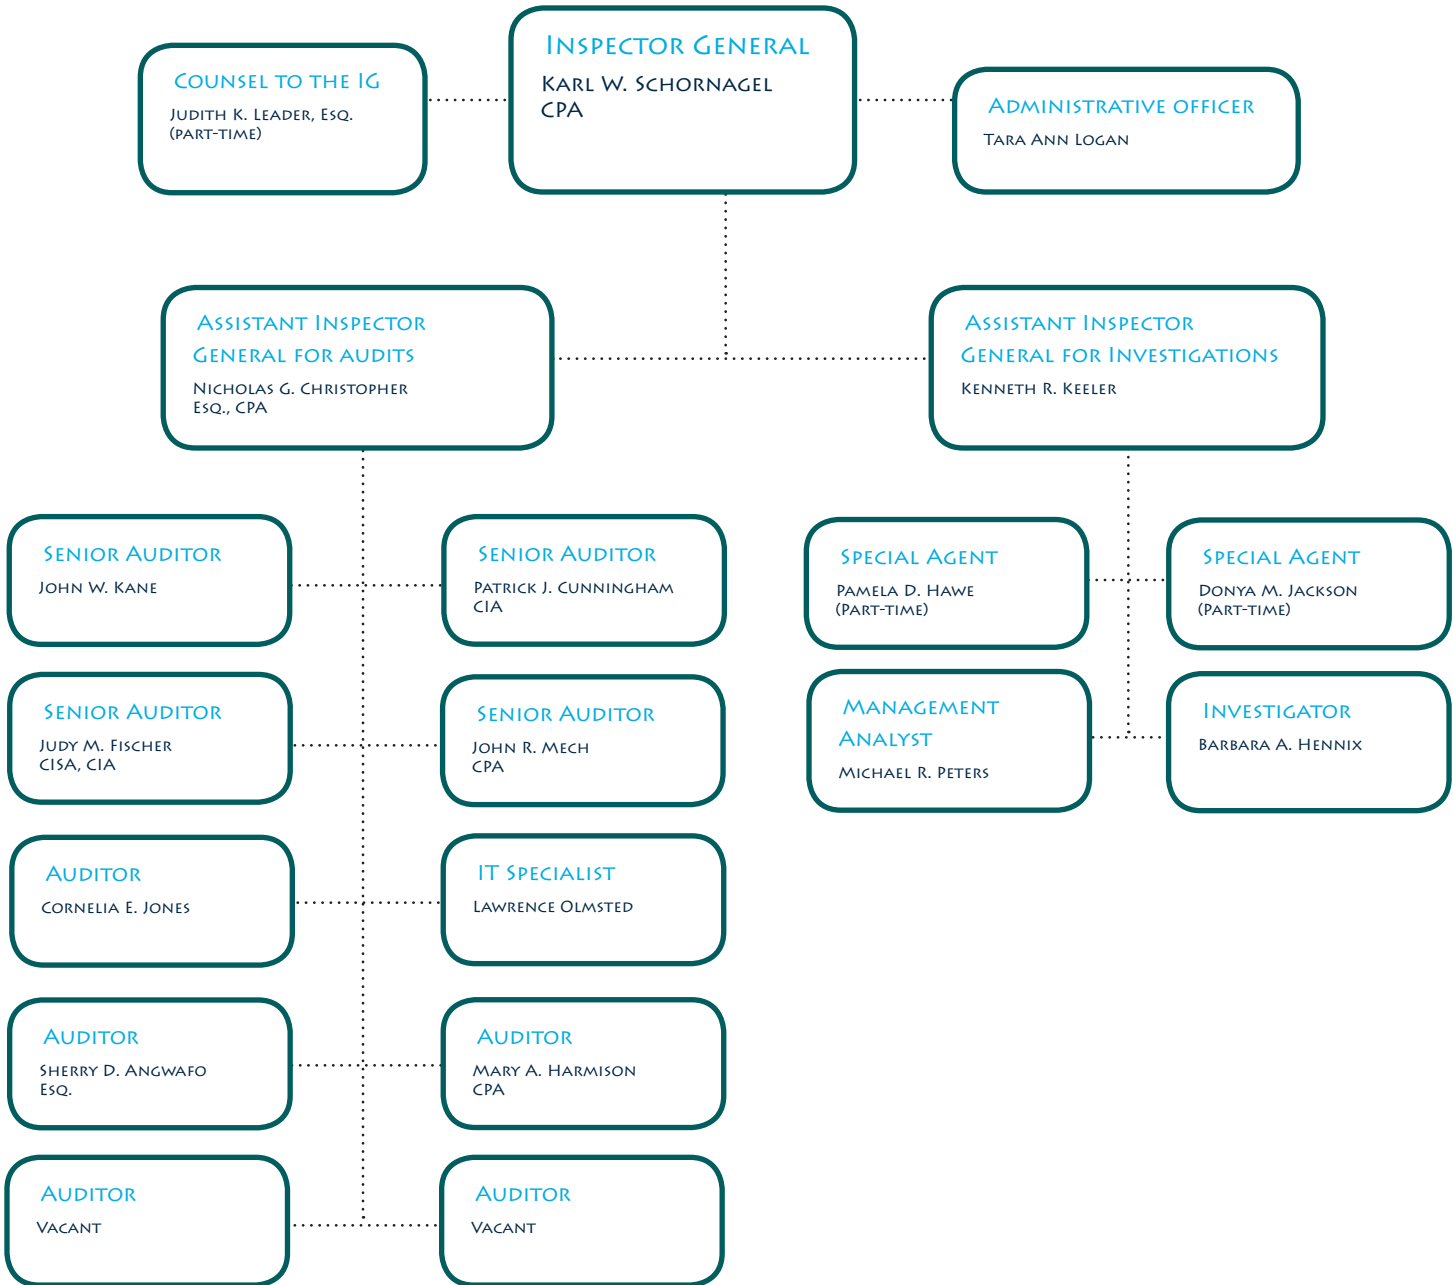 Inspector General
Karl W. Schornagel
CPA
Counsel to the IG
Judith K. Leader, Esq.
(part-time)
Administrative officer
Tara Ann Logan
Assistant Inspector
General for audits
Nicholas G. Christopher
Esq., CPA
Assistant Inspector
General for Investigations
Kenneth R. Keeler
Senior Auditor
John W. Kane
Senior Auditor
Patrick J. Cunningham
CIA
Senior Auditor
Judy M. Fischer
CISA, CIA
Senior Auditor
John R. Mech
CPA
Auditor
Cornelia E. Jones
IT Specialist
Lawrence Olmsted
Auditor
Sherry D. Angwafo
Esq.
Auditor
Mary A. Harmison
CPA
Auditor
Vacant
Auditor
Vacant
Special Agent
Pamela D. Hawe
(Part-time)
Special Agent
Donya M. Jackson
(Part-time)
Management
Analyst
Michael R. Peters
Investigator
Barbara A. Hennix